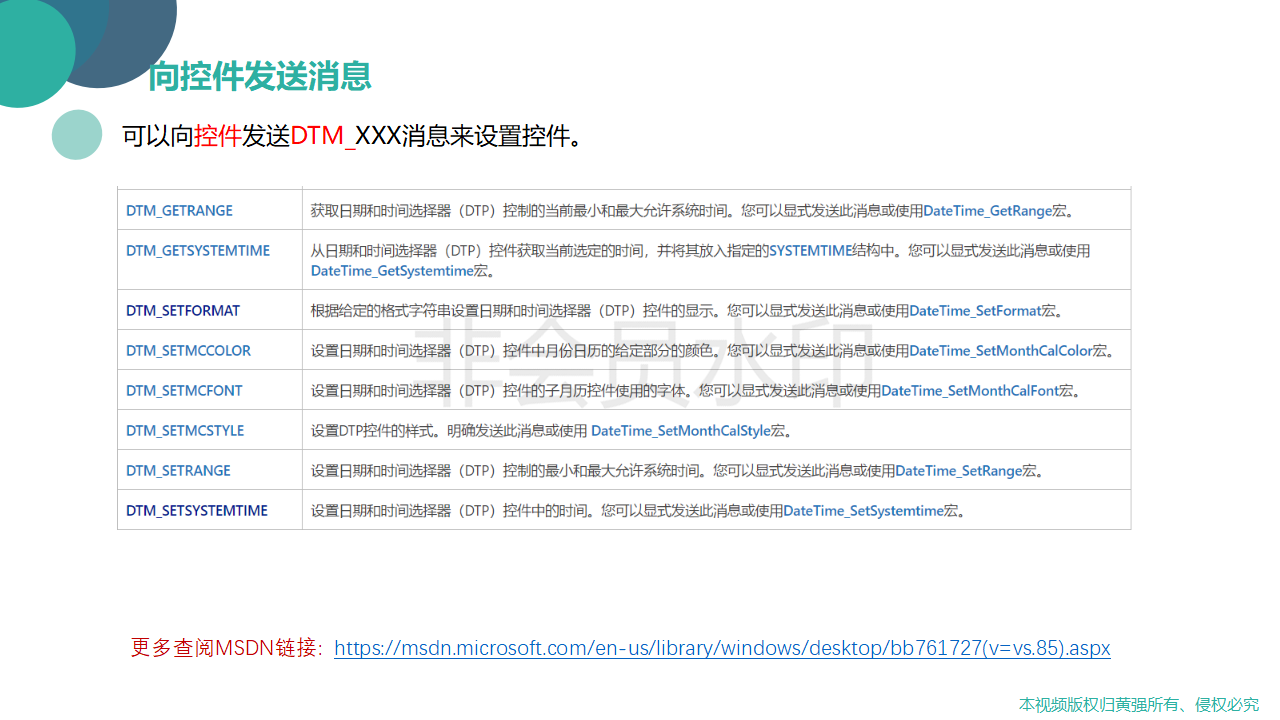 向控件发送消息
可以向控件发送DTM_XXX消息来设置控件。
DTM_GETRANGE 获取日期和时间选择器（DTP）控制的当前最小和最大允许系统时间。您可以显式发送此消息或使用DateTime_GetRange宏。
DTM_GETSYSTEMTIME 从日期和时间选择器（DTP）控件获取当前选定的时间，并将其放入指定的SYSTEMTIME结构中。您可以显式发送此消息或使用
DateTime_GetSystemtime宏。
DTM_SETFORMAT 根据给定的格式字符串设置日期和时间选择器（DTP）控件的显示。您可以显式发送此消息或使用DateTime_SetFormat宏。
DTM_SETMCCOLOR 设置日期和时间选择器（DTP）控件中月份日历的给定部分的颜色。您可以显式发送此消息或使用DateTime_SetMonthCalColor宏。
DTM_SETMCFONT 设置日期和时间选择器（DTP）控件的子月历控件使用的字体。您可以显式发送此消息或使用DateTime_SetMonthCalFont宏。
DTM_SETMCSTYLE 设置DTP控件的样式。明确发送此消息或使用 DateTime_SetMonthCalStyle宏。
DTM_SETRANGE 设置日期和时间选择器（DTP）控制的最小和最大允许系统时间。您可以显式发送此消息或使用DateTime_SetRange宏。
DTM_SETSYSTEMTIME 设置日期和时间选择器（DTP）控件中的时间。您可以显式发送此消息或使用DateTime_SetSystemtime宏。
非会员水印
更多查阅MSDN链接：https://msdn.microsoft.com/en-us/library/windows/desktop/bb761727(v=vs.85).aspx
本视频版权归黄强所有、侵权必究